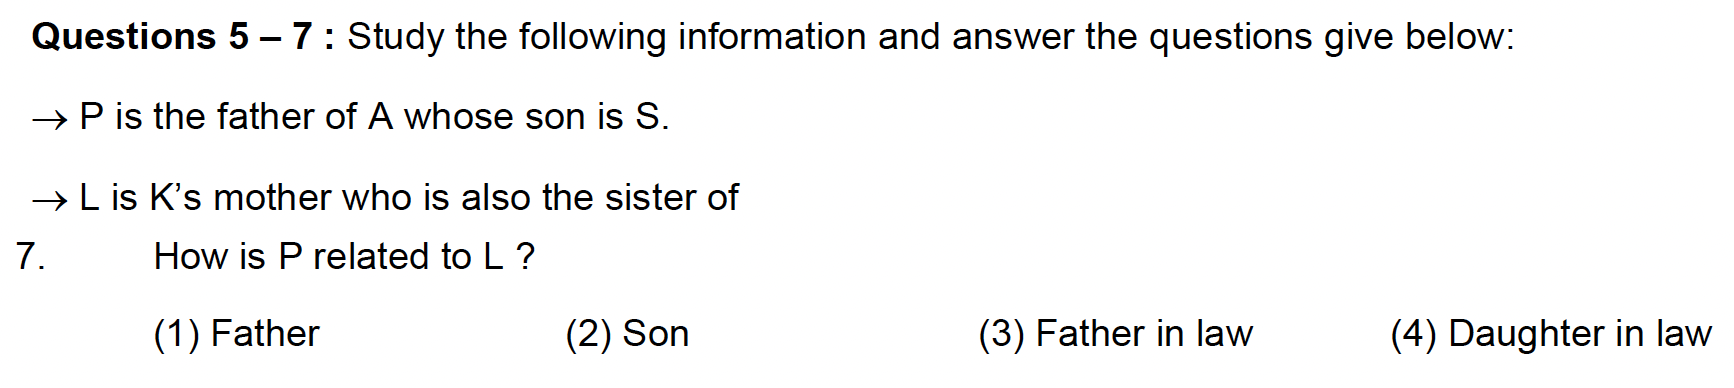 Questions 5 – 7 : Study the following information and answer the questions give below:
→ P is the father of A whose son is S.
→ L is K’s mother who is also the sister of
7. How is P related to L ?
(1) Father (2) Son (3) Father in law (4) Daughter in law